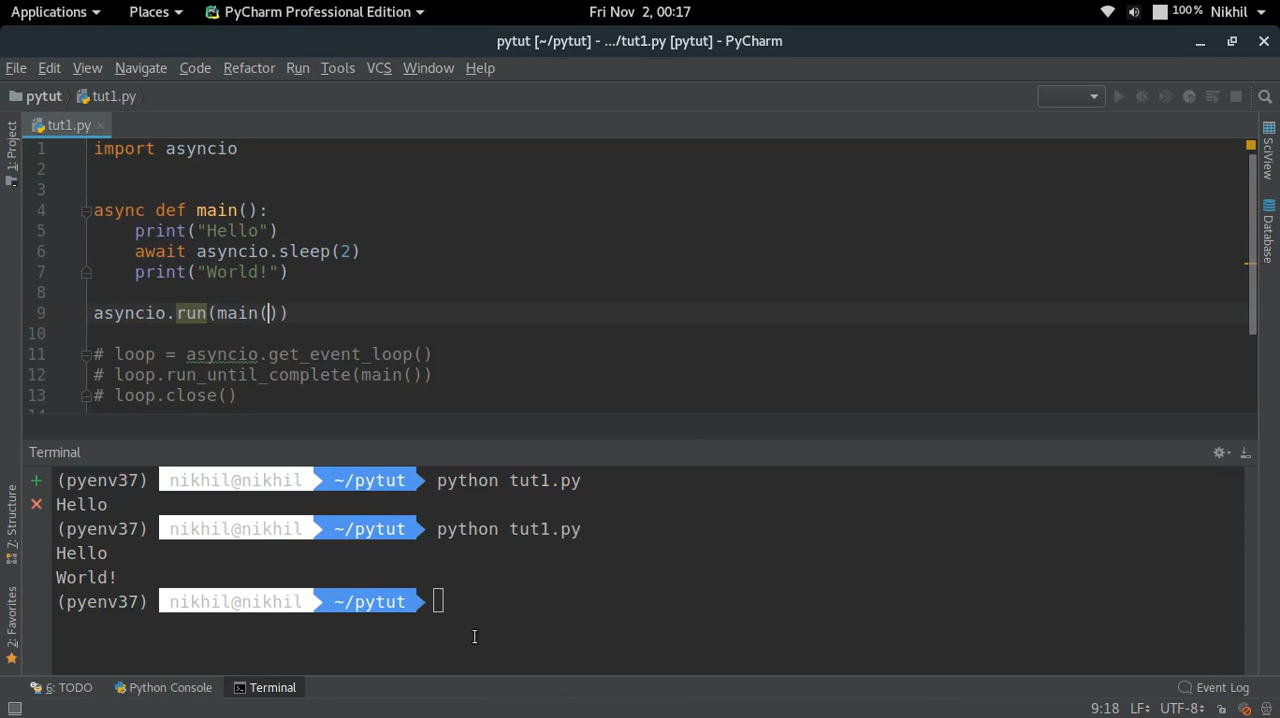 Applications Places PyCharm Professional Edition Fri Nov 2, 00:17 100% Nikhil
pytut [~/pytut] - .../tut1.py [pytut] - PyCharm
File Edit View Navigate Code Refactor Run Tools VCS Window Help
pytut tut1.py
tut1.py
1: Project
SciView
Database
1 import asyncio
2
3
4 async def main():
5 print("Hello")
6 await asyncio.sleep(2)
7 print("World!")
8
9 asyncio.run(main())
10
11 # loop = asyncio.get_event_loop()
12 # loop.run_until_complete(main())
13 # loop.close()
14
Terminal
(pyenv37) nikhil@nikhil ~/pytut python tut1.py
Hello
(pyenv37) nikhil@nikhil ~/pytut python tut1.py
Hello
World!
(pyenv37) nikhil@nikhil ~/pytut
7: Structure
2: Favorites
6: TODO Python Console Terminal Event Log
9:18 LF÷ UTF-8÷